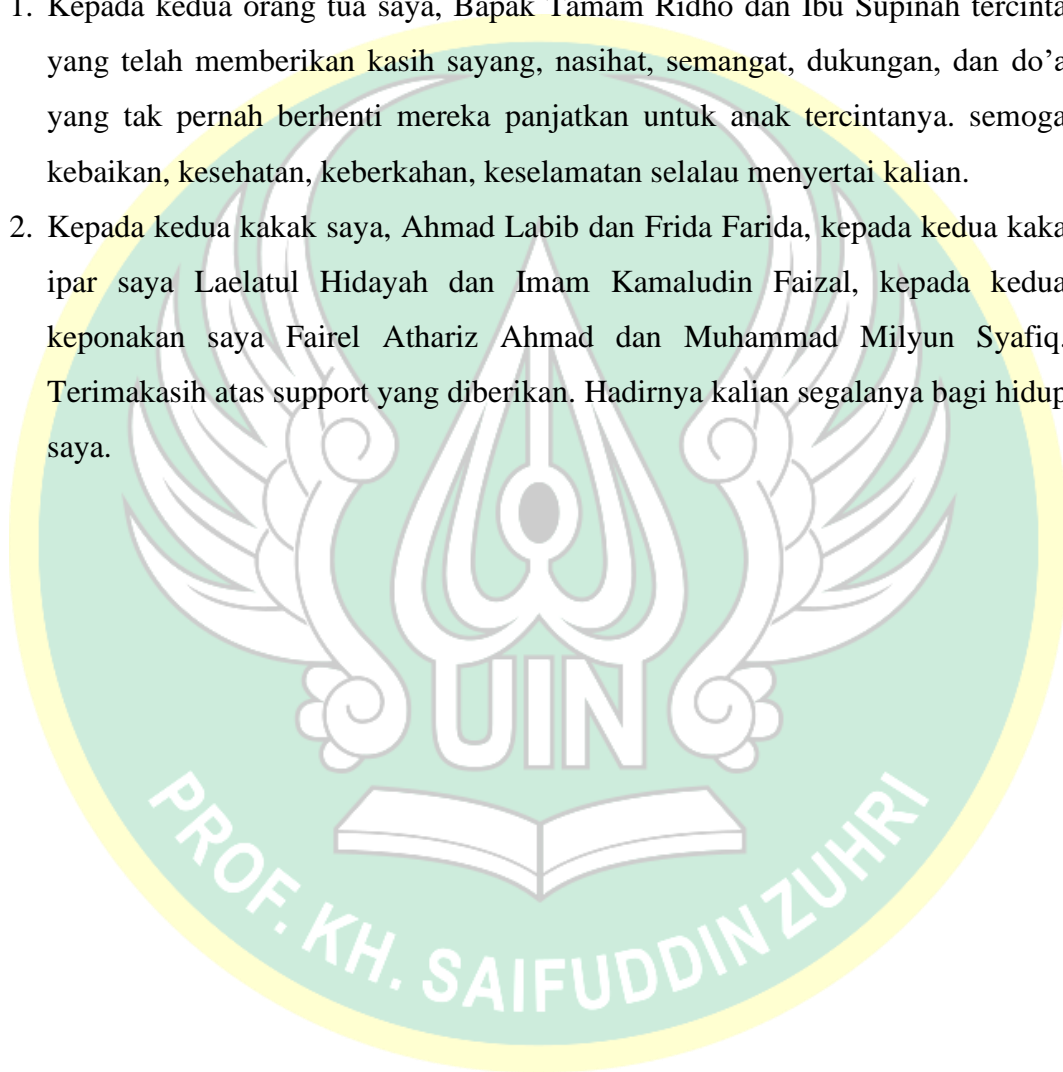 1. Kepada kedua orang tua saya, Bapak Tamam Ridho dan Ibu Supinah tercinta
yang telah memberikan kasih sayang, nasihat, semangat, dukungan, dan do’a
yang tak pernah berhenti mereka panjatkan untuk anak tercintanya. semoga
kebaikan, kesehatan, keberkahan, keselamatan selalau menyertai kalian.
2. Kepada kedua kakak saya, Ahmad Labib dan Frida Farida, kepada kedua kaka
ipar saya Laelatul Hidayah dan Imam Kamaludin Faizal, kepada kedua
keponakan saya Fairel Athariz Ahmad dan Muhammad Milyun Syafiq.
Terimakasih atas support yang diberikan. Hadirnya kalian segalanya bagi hidup
saya.
UIN
PROF. KH. SAIFUDDIN ZUHRI